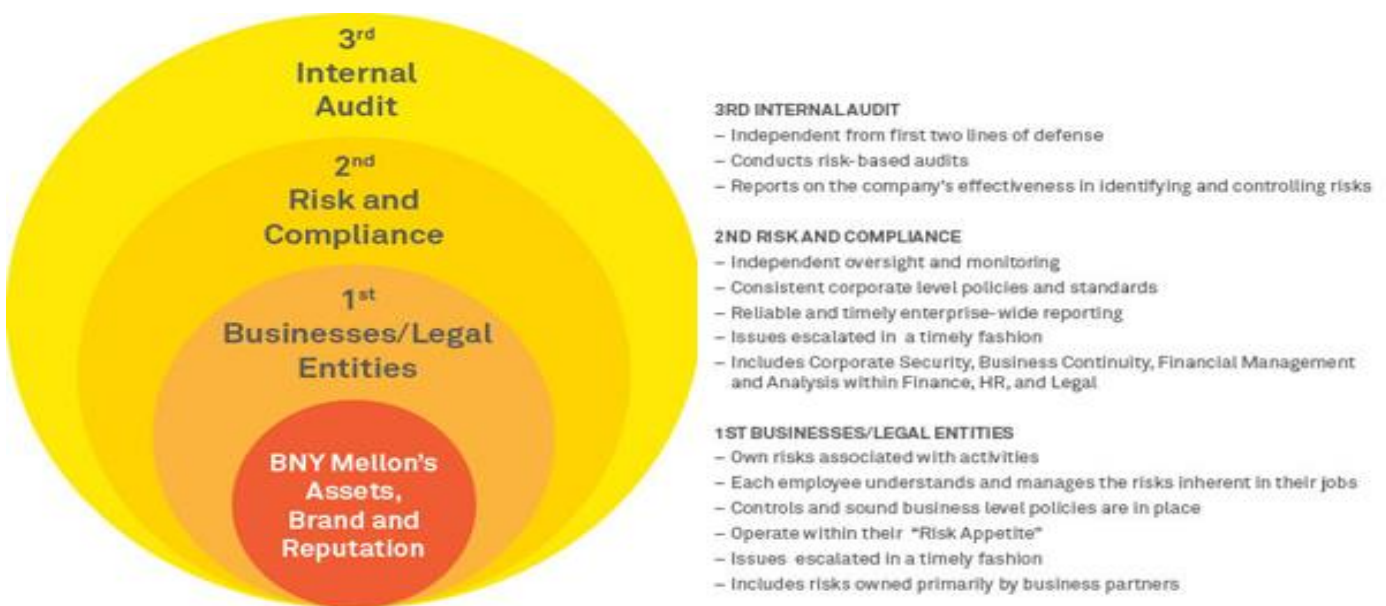 3rd
Internal
Audit
2nd
Risk and
Compliance
1st
Businesses/Legal
Entities
BNY Mellon's
Assets,
Brand and
Reputation
3RD INTERNAL AUDIT
– Independent from first two lines of defense
– Conducts risk-based audits
– Reports on the company's effectiveness in identifying and controlling risks
2ND RISK AND COMPLIANCE
– Independent oversight and monitoring
– Consistent corporate level policies and standards
– Reliable and timely enterprise-wide reporting
– Issues escalated in a timely fashion
– Includes Corporate Security, Business Continuity, Financial Management
and Analysis within Finance, HR, and Legal
1ST BUSINESSES/LEGAL ENTITIES
– Own risks associated with activities
– Each employee understands and manages the risks inherent in their jobs
– Controls and sound business level policies are in place
– Operate within their "Risk Appetite"
– Issues escalated in a timely fashion
– Includes risks owned primarily by business partners